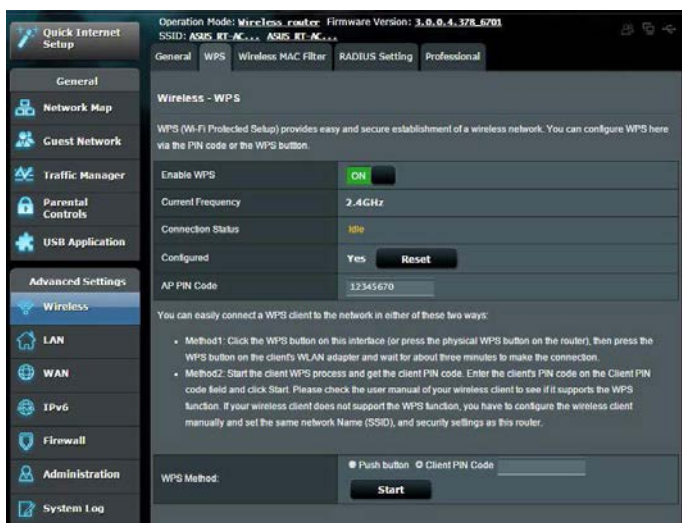 Quick Internet
Setup
Operation Mode: Wireless router Firmware Version: 3.0.0.4.378_6701
SSID: ASUS RT-AC... ASUS RT-AC...
General WPS Wireless MAC Filter RADIUS Setting Professional
General
Network Map
Guest Network
Traffic Manager
Parental
Controls
USB Application
Advanced Settings
Wireless
LAN
WAN
IPv6
Firewall
Administration
System Log
Wireless - WPS
WPS (Wi-Fi Protected Setup) provides easy and secure establishment of a wireless network. You can configure WPS here
via the PIN code or the WPS button.
Enable WPS ON
Current Frequency 2.4GHz
Connection Status Idle
Configured Yes Reset
AP PIN Code 12345670
You can easily connect a WPS client to the network in either of these two ways:
• Method1: Click the WPS button on this interface (or press the physical WPS button on the router), then press the
WPS button on the client's WLAN adapter and wait for about three minutes to make the connection.
• Method2: Start the client WPS process and get the client PIN code. Enter the client's PIN code on the Client PIN
code field and click Start. Please check the user manual of your wireless client to see if it supports the WPS
function. If your wireless client does not support the WPS function, you have to configure the wireless client
manually and set the same network Name (SSID), and security settings as this router.
WPS Method: Push button Client PIN Code
Start